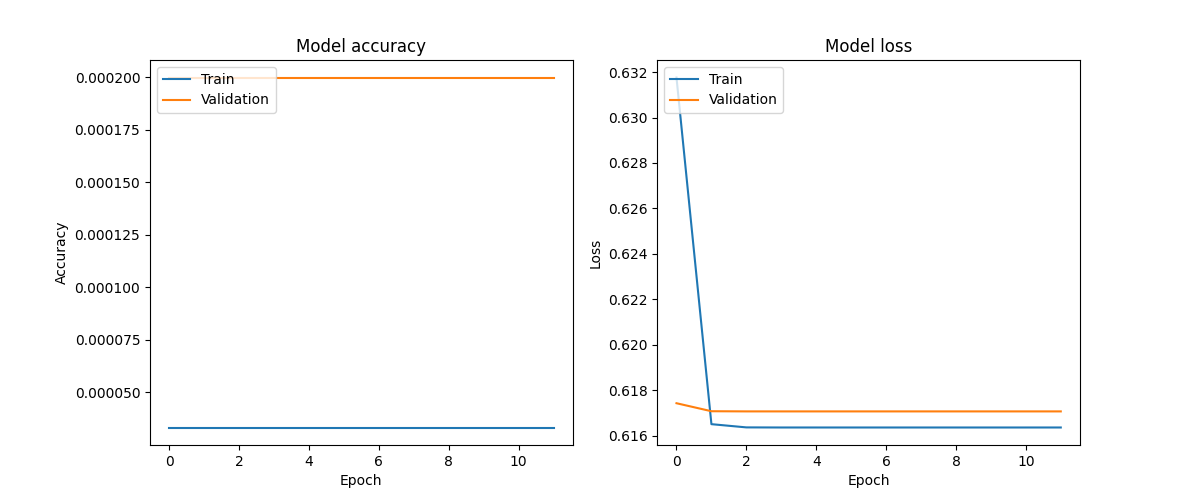 Model accuracy
0.000200
0.000175
0.000150
0.000125
0.000100
0.000075
0.000050
Accuracy
0 2 4 6 8 10
Epoch
Train
Validation
Model loss
0.632
0.630
0.628
0.626
0.624
0.622
0.620
0.618
0.616
Loss
0 2 4 6 8 10
Epoch
Train
Validation